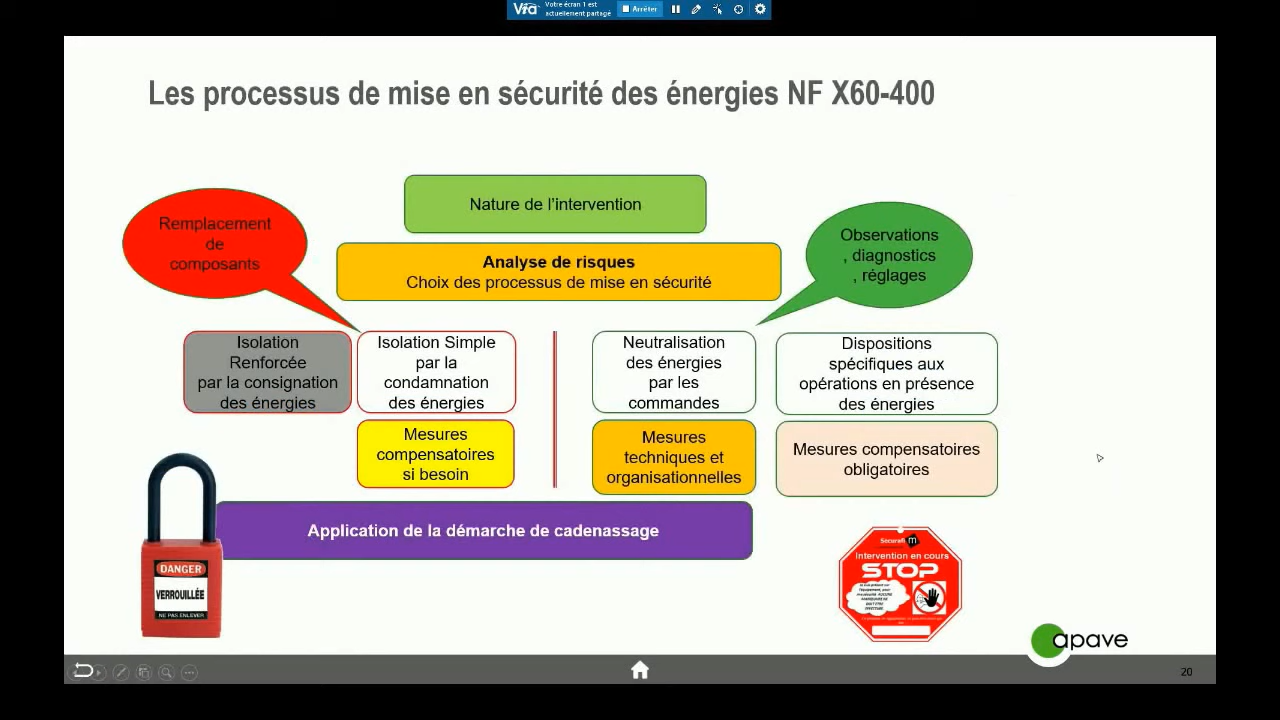 Votre écran 1 est
actuellement partagé
Arrêter
Les processus de mise en sécurité des énergies NF X60-400
Nature de l'intervention
Remplacement
de
composants
Analyse de risques
Choix des processus de mise en sécurité
Observations
, diagnostics
, réglages
Isolation
Renforcée
par la consignation
des énergies
Isolation Simple
par la
condamnation
des énergies
Neutralisation
des énergies
par les
commandes
Dispositions
spécifiques aux
opérations en présence
des énergies
Mesures
compensatoires
si besoin
Mesures
techniques et
organisationnelles
Mesures compensatoires
obligatoires
Application de la démarche de cadenassage
DANGER
VERROUILLÉE
NE PAS ENLEVER
Intervention en cours
STOP
apave
20